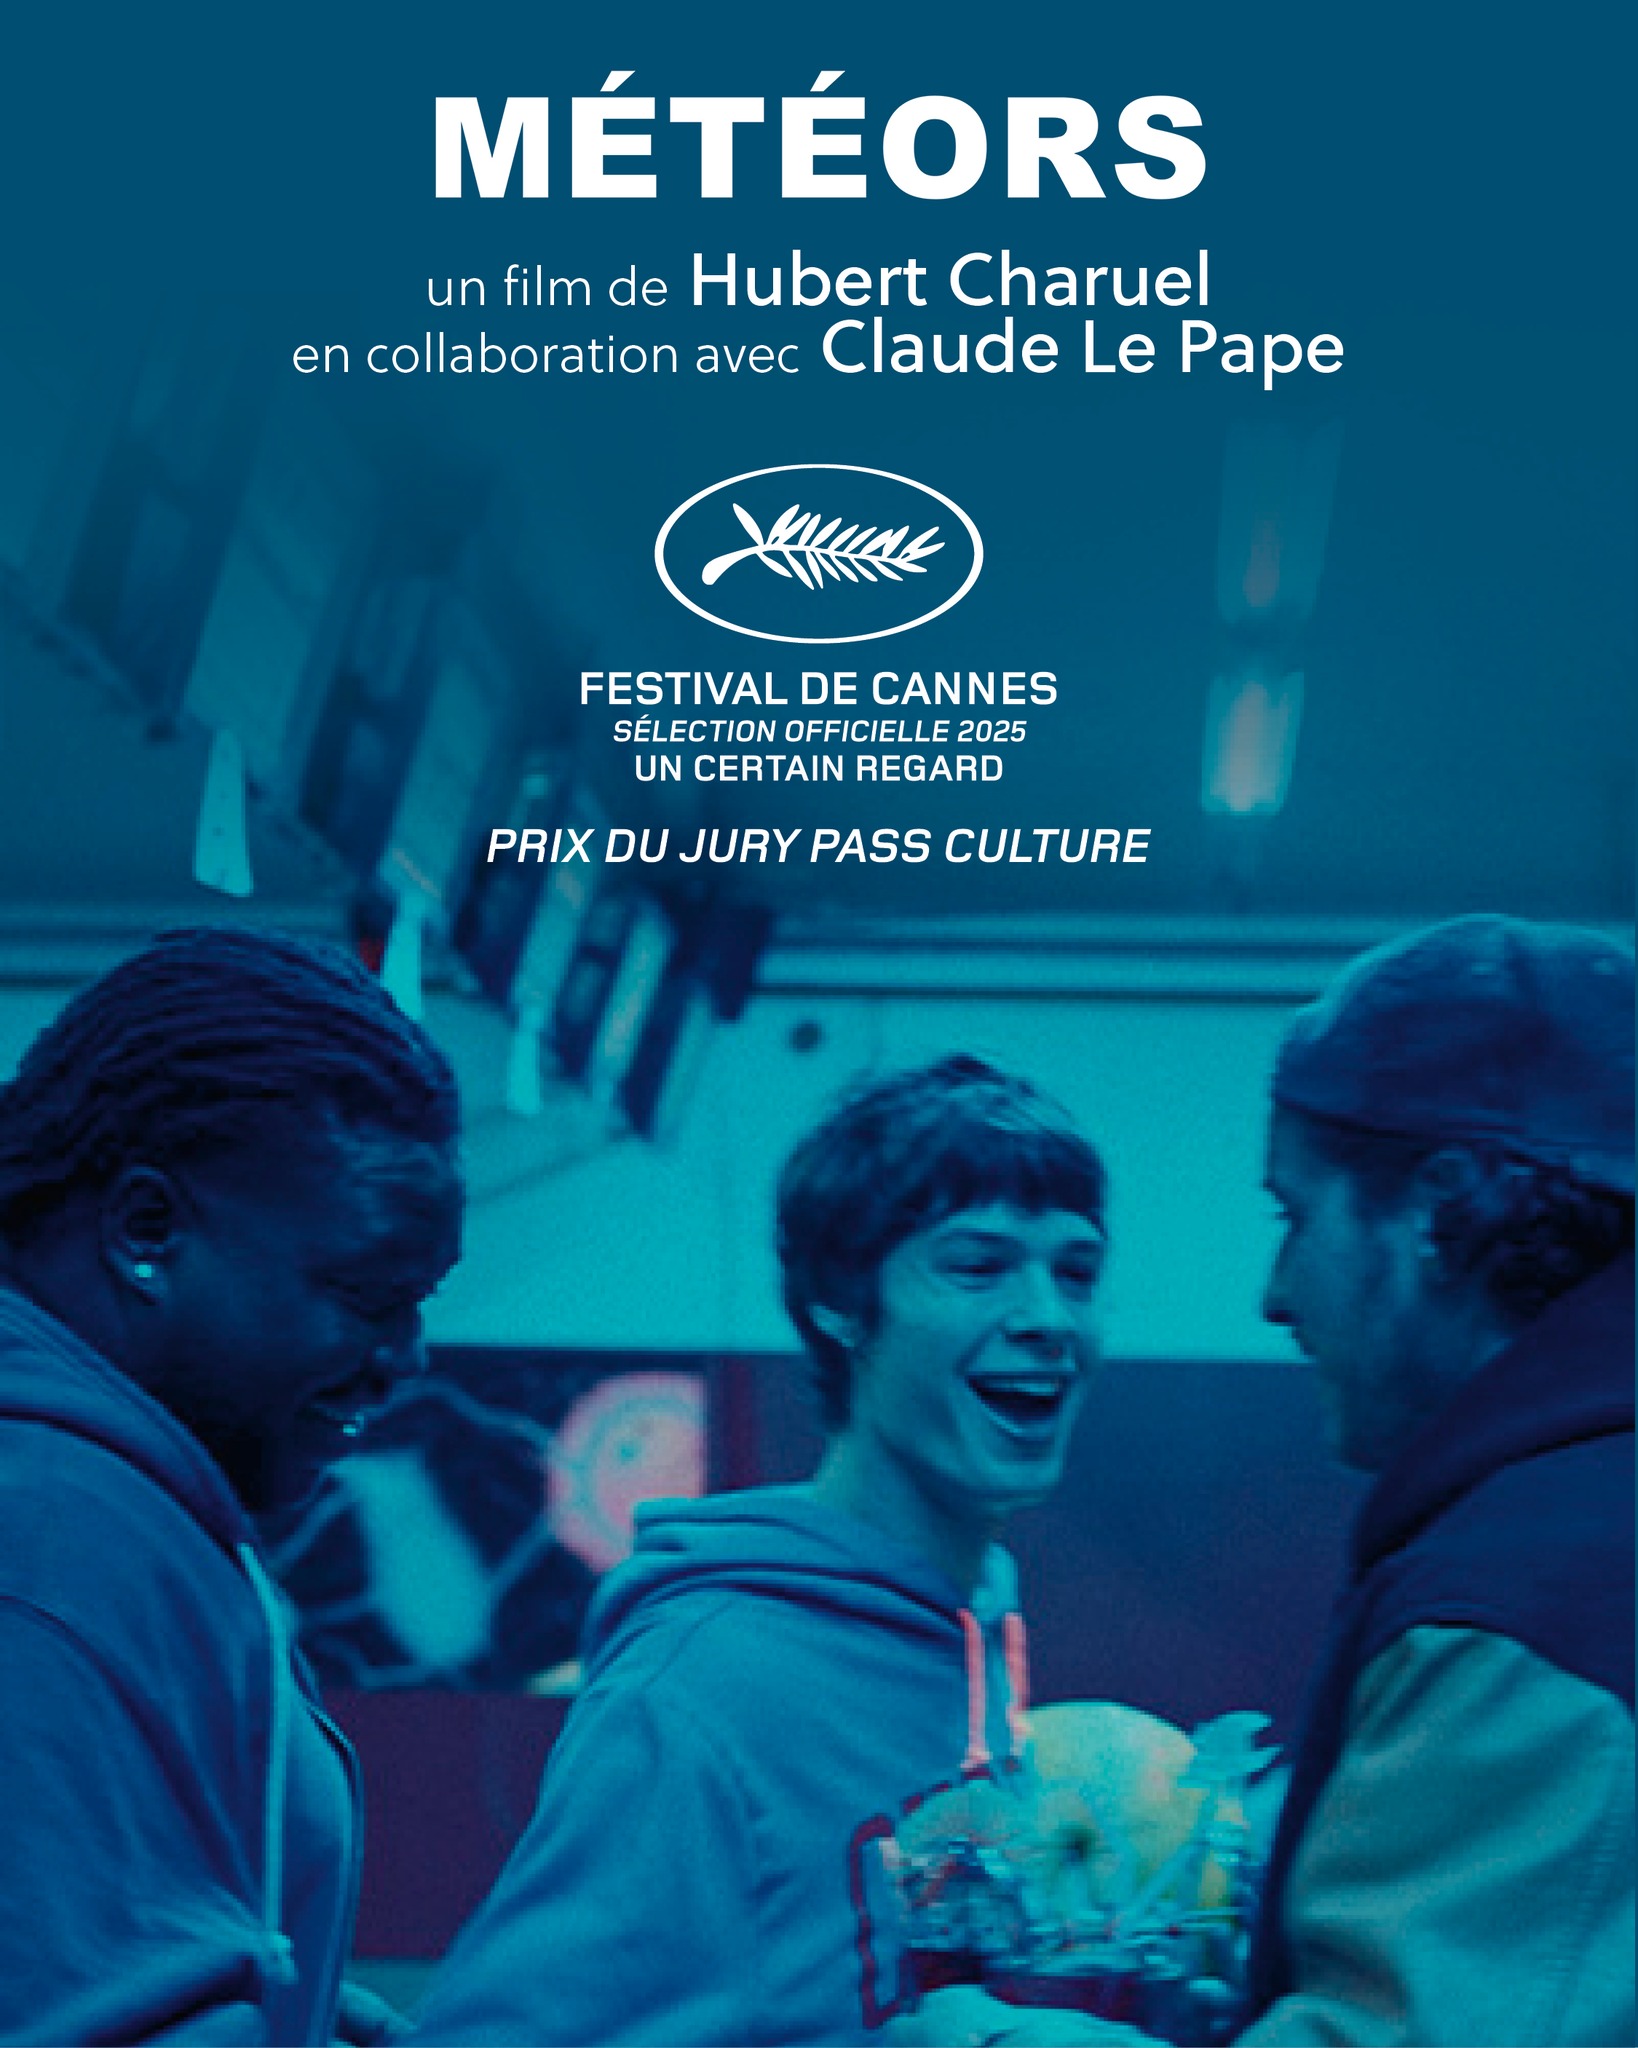 MÉTÉORS
un film de Hubert Charuel
en collaboration avec Claude Le Pape
FESTIVAL DE CANNES
SÉLECTION OFFICIELLE 2025
UN CERTAIN REGARD
PRIX DU JURY PASS CULTURE